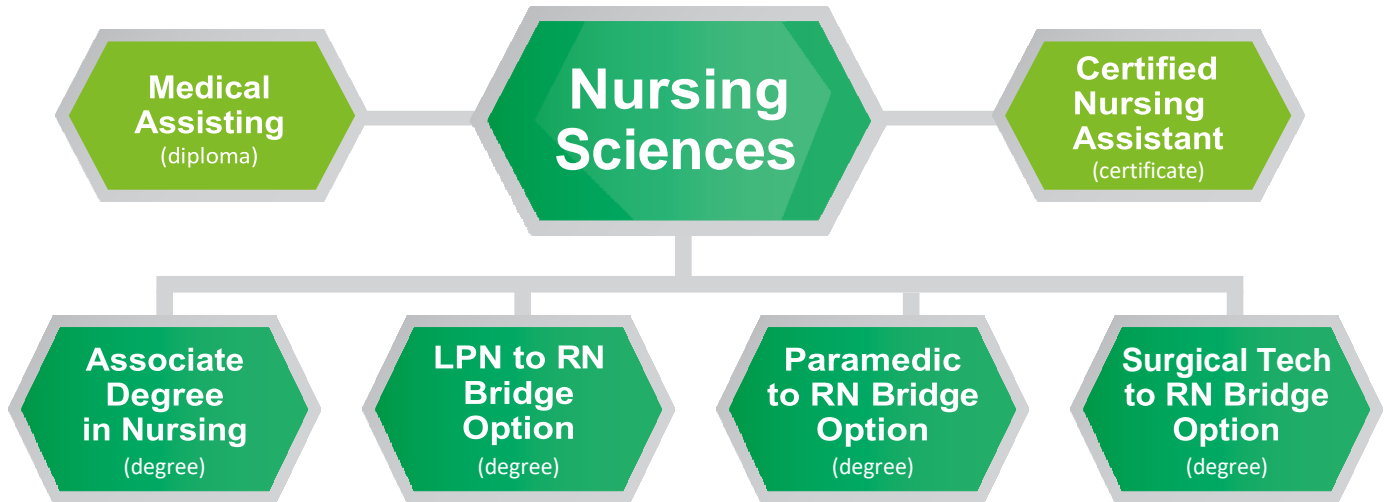 Medical
Assisting
(diploma)
Nursing
Sciences
Certified
Nursing
Assistant
(certificate)
Associate
Degree
in Nursing
(degree)
LPN to RN
Bridge
Option
(degree)
Paramedic
to RN Bridge
Option
(degree)
Surgical Tech
to RN Bridge
Option
(degree)